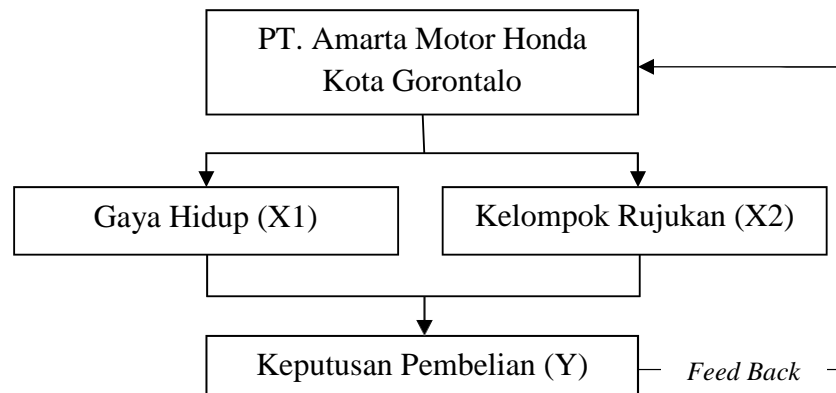 PT. Amarta Motor Honda
Kota Gorontalo
Gaya Hidup (X1)
Kelompok Rujukan (X2)
Keputusan Pembelian (Y)
Feed Back